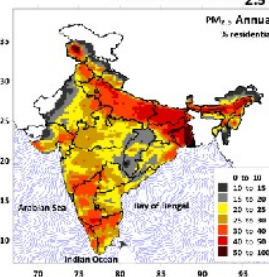 2.5
PM2.5 Annua
% residentia
35
30
25
20
15
10
Arabian Sea
Bay of Bengal
Indian Ocean
0 to 10
10 to 15
15 to 20
20 to 25
25 to 30
30 to 40
40 to 50
50 to 100
70 75 80 85 90 95